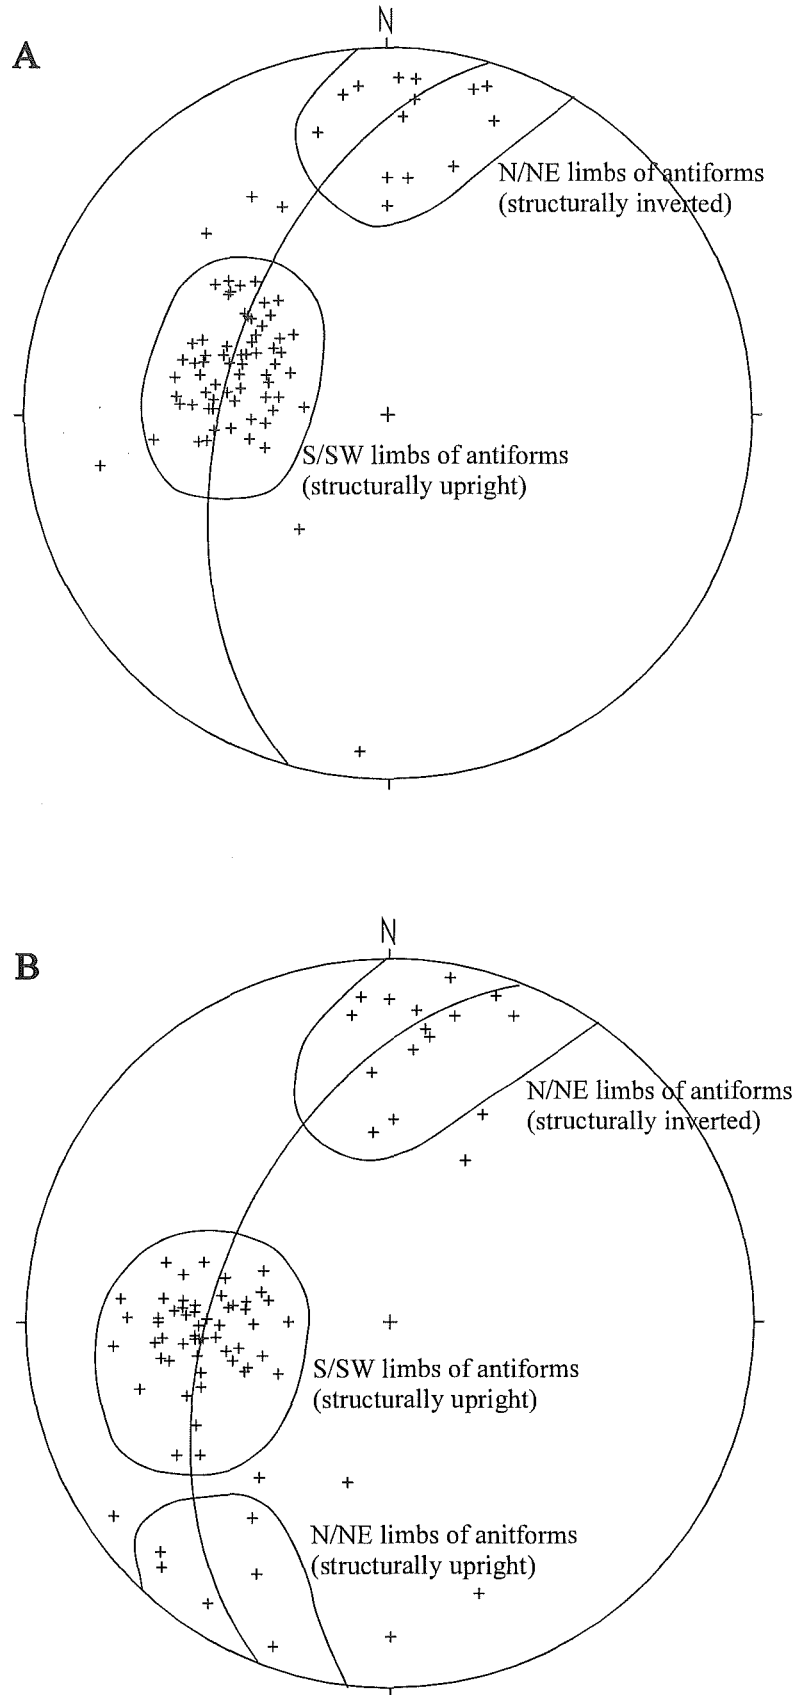 N
A
N/NE limbs of antiforms
(structurally inverted)
S/SW limbs of antiforms
(structurally upright)
N
B
N/NE limbs of antiforms
(structurally inverted)
S/SW limbs of antiforms
(structurally upright)
N/NE limbs of anitforms
(structurally upright)